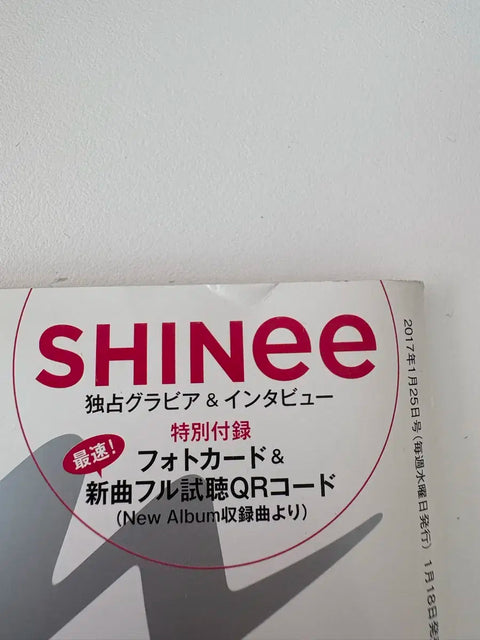 SHINee
独占グラビア & インタビュー
特別付録
最速!
フォトカード &
新曲フル試聴QRコード
(New Album収録曲より)
2017年1月25日号(毎週水曜日発行) 1月18日発